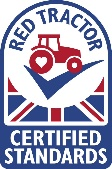 RED TRACTOR
CERTIFIED
STANDARDS